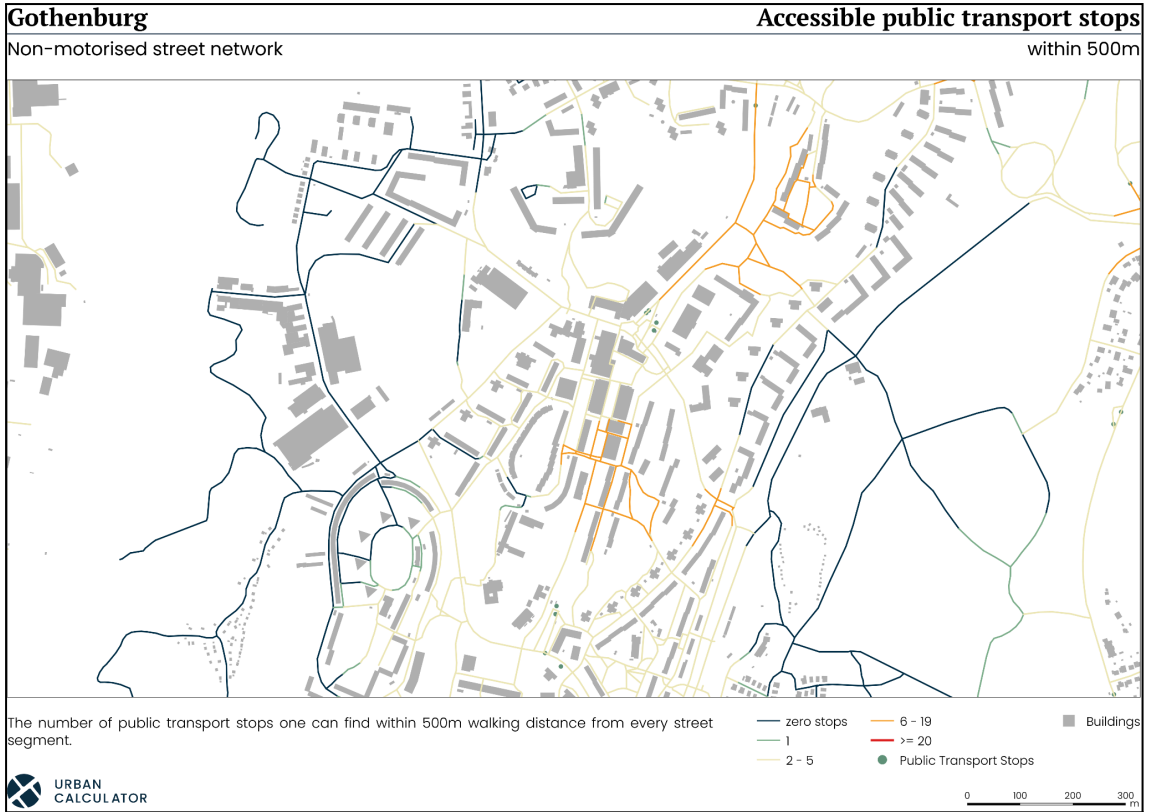 Gothenburg
Accessible public transport stops
Non-motorised street network
within 500m
The number of public transport stops one can find within 500m walking distance from every street
segment.
zero stops
1
2 - 5
6 - 19
>= 20
Public Transport Stops
Buildings
URBAN
CALCULATOR
0 100 200 300
m